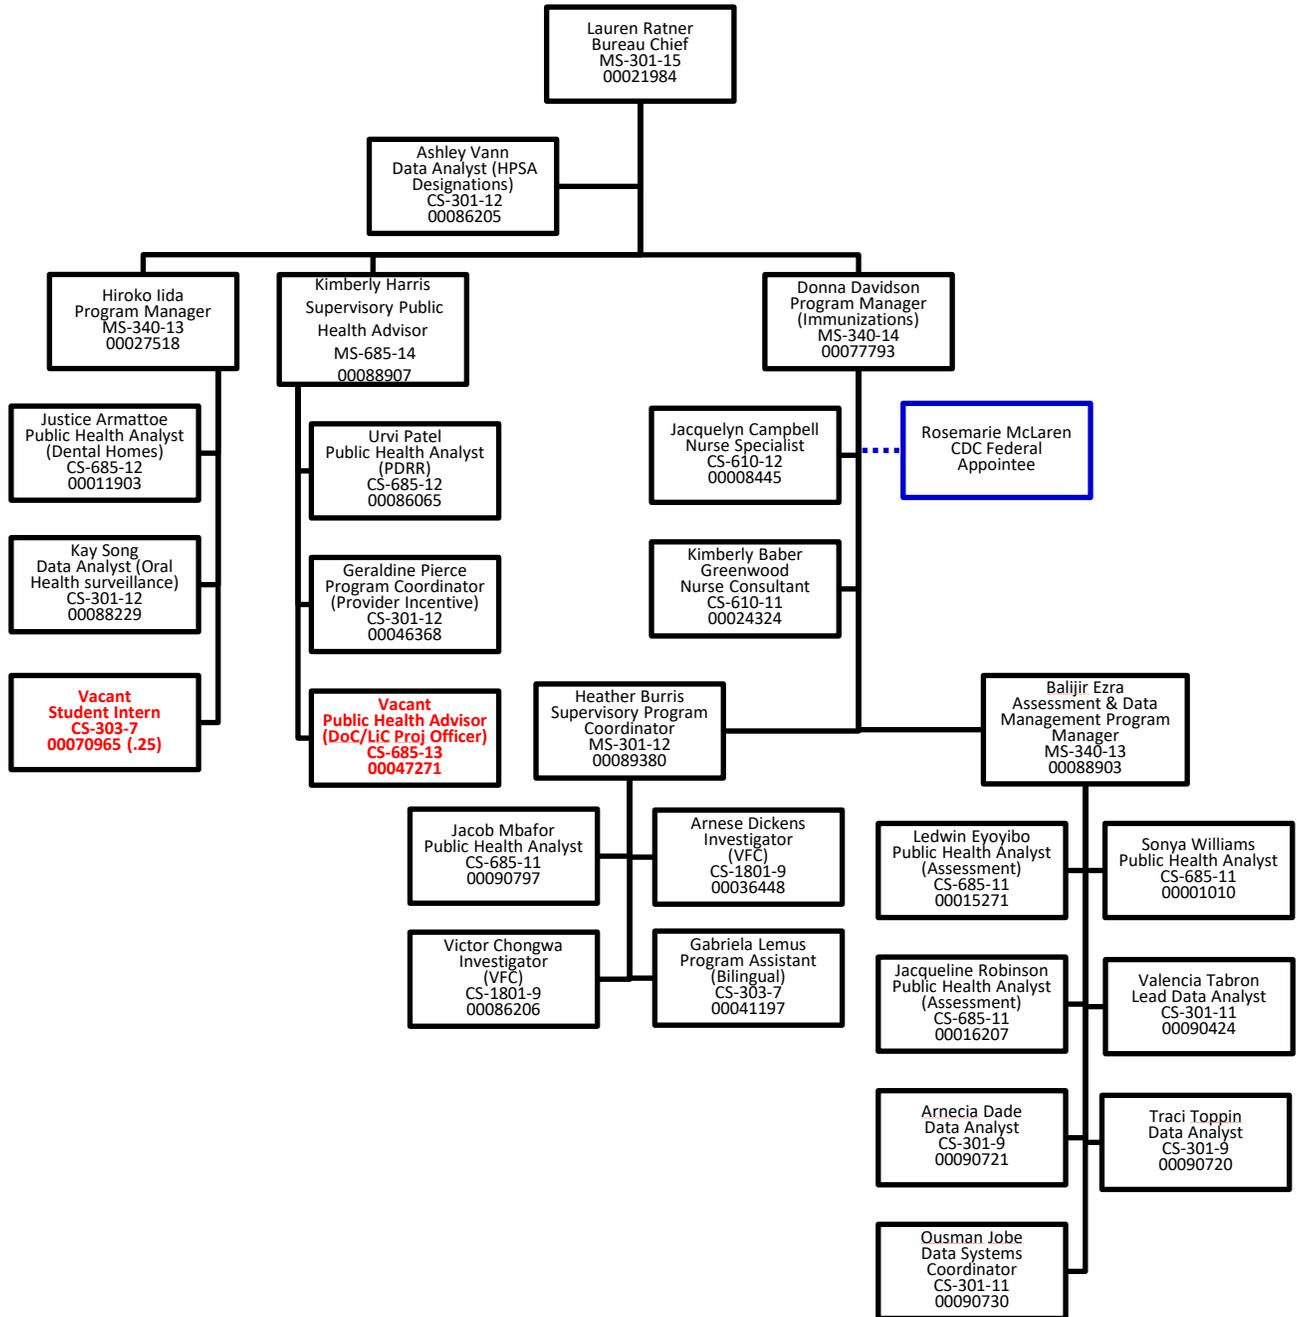 Lauren Ratner
Bureau Chief
MS-301-15
00021984
Ashley Vann
Data Analyst (HPSA
Designations)
CS-301-12
00086205
Hiroko Iida
Program Manager
MS-340-13
00027518
Kimberly Harris
Supervisory Public
Health Advisor
MS-685-14
00088907
Donna Davidson
Program Manager
(Immunizations)
MS-340-14
00077793
Justice Armattoe
Public Health Analyst
(Dental Homes)
CS-685-12
00011903
Kay Song
Data Analyst (Oral
Health surveillance)
CS-301-12
00088229
Vacant
Student Intern
CS-303-7
00070965 (.25)
Urvi Patel
Public Health Analyst
(PDRR)
CS-685-12
00086065
Geraldine Pierce
Program Coordinator
(Provider Incentive)
CS-301-12
00046368
Vacant
Public Health Advisor
(DoC/LiC Proj Officer)
CS-685-13
00047271
Jacquelyn Campbell
Nurse Specialist
CS-610-12
00008445
Rosemarie McLaren
CDC Federal
Appointee
Kimberly Baber
Greenwood
Nurse Consultant
CS-610-11
00024324
Heather Burris
Supervisory Program
Coordinator
MS-301-12
00089380
Balijir Ezra
Assessment & Data
Management Program
Manager
MS-340-13
00088903
Jacob Mbafor
Public Health Analyst
CS-685-11
00090797
Arnese Dickens
Investigator
(VFC)
CS-1801-9
00036448
Victor Chongwa
Investigator
(VFC)
CS-1801-9
00086206
Gabriela Lemus
Program Assistant
(Bilingual)
CS-303-7
00041197
Ledwin Eyoyibo
Public Health Analyst
(Assessment)
CS-685-11
00015271
Sonya Williams
Public Health Analyst
CS-685-11
00001010
Jacqueline Robinson
Public Health Analyst
(Assessment)
CS-685-11
00016207
Valencia Tabron
Lead Data Analyst
CS-301-11
00090424
Arnecia Dade
Data Analyst
CS-301-9
00090721
Traci Toppin
Data Analyst
CS-301-9
00090720
Ousman Jobe
Data Systems
Coordinator
CS-301-11
00090730